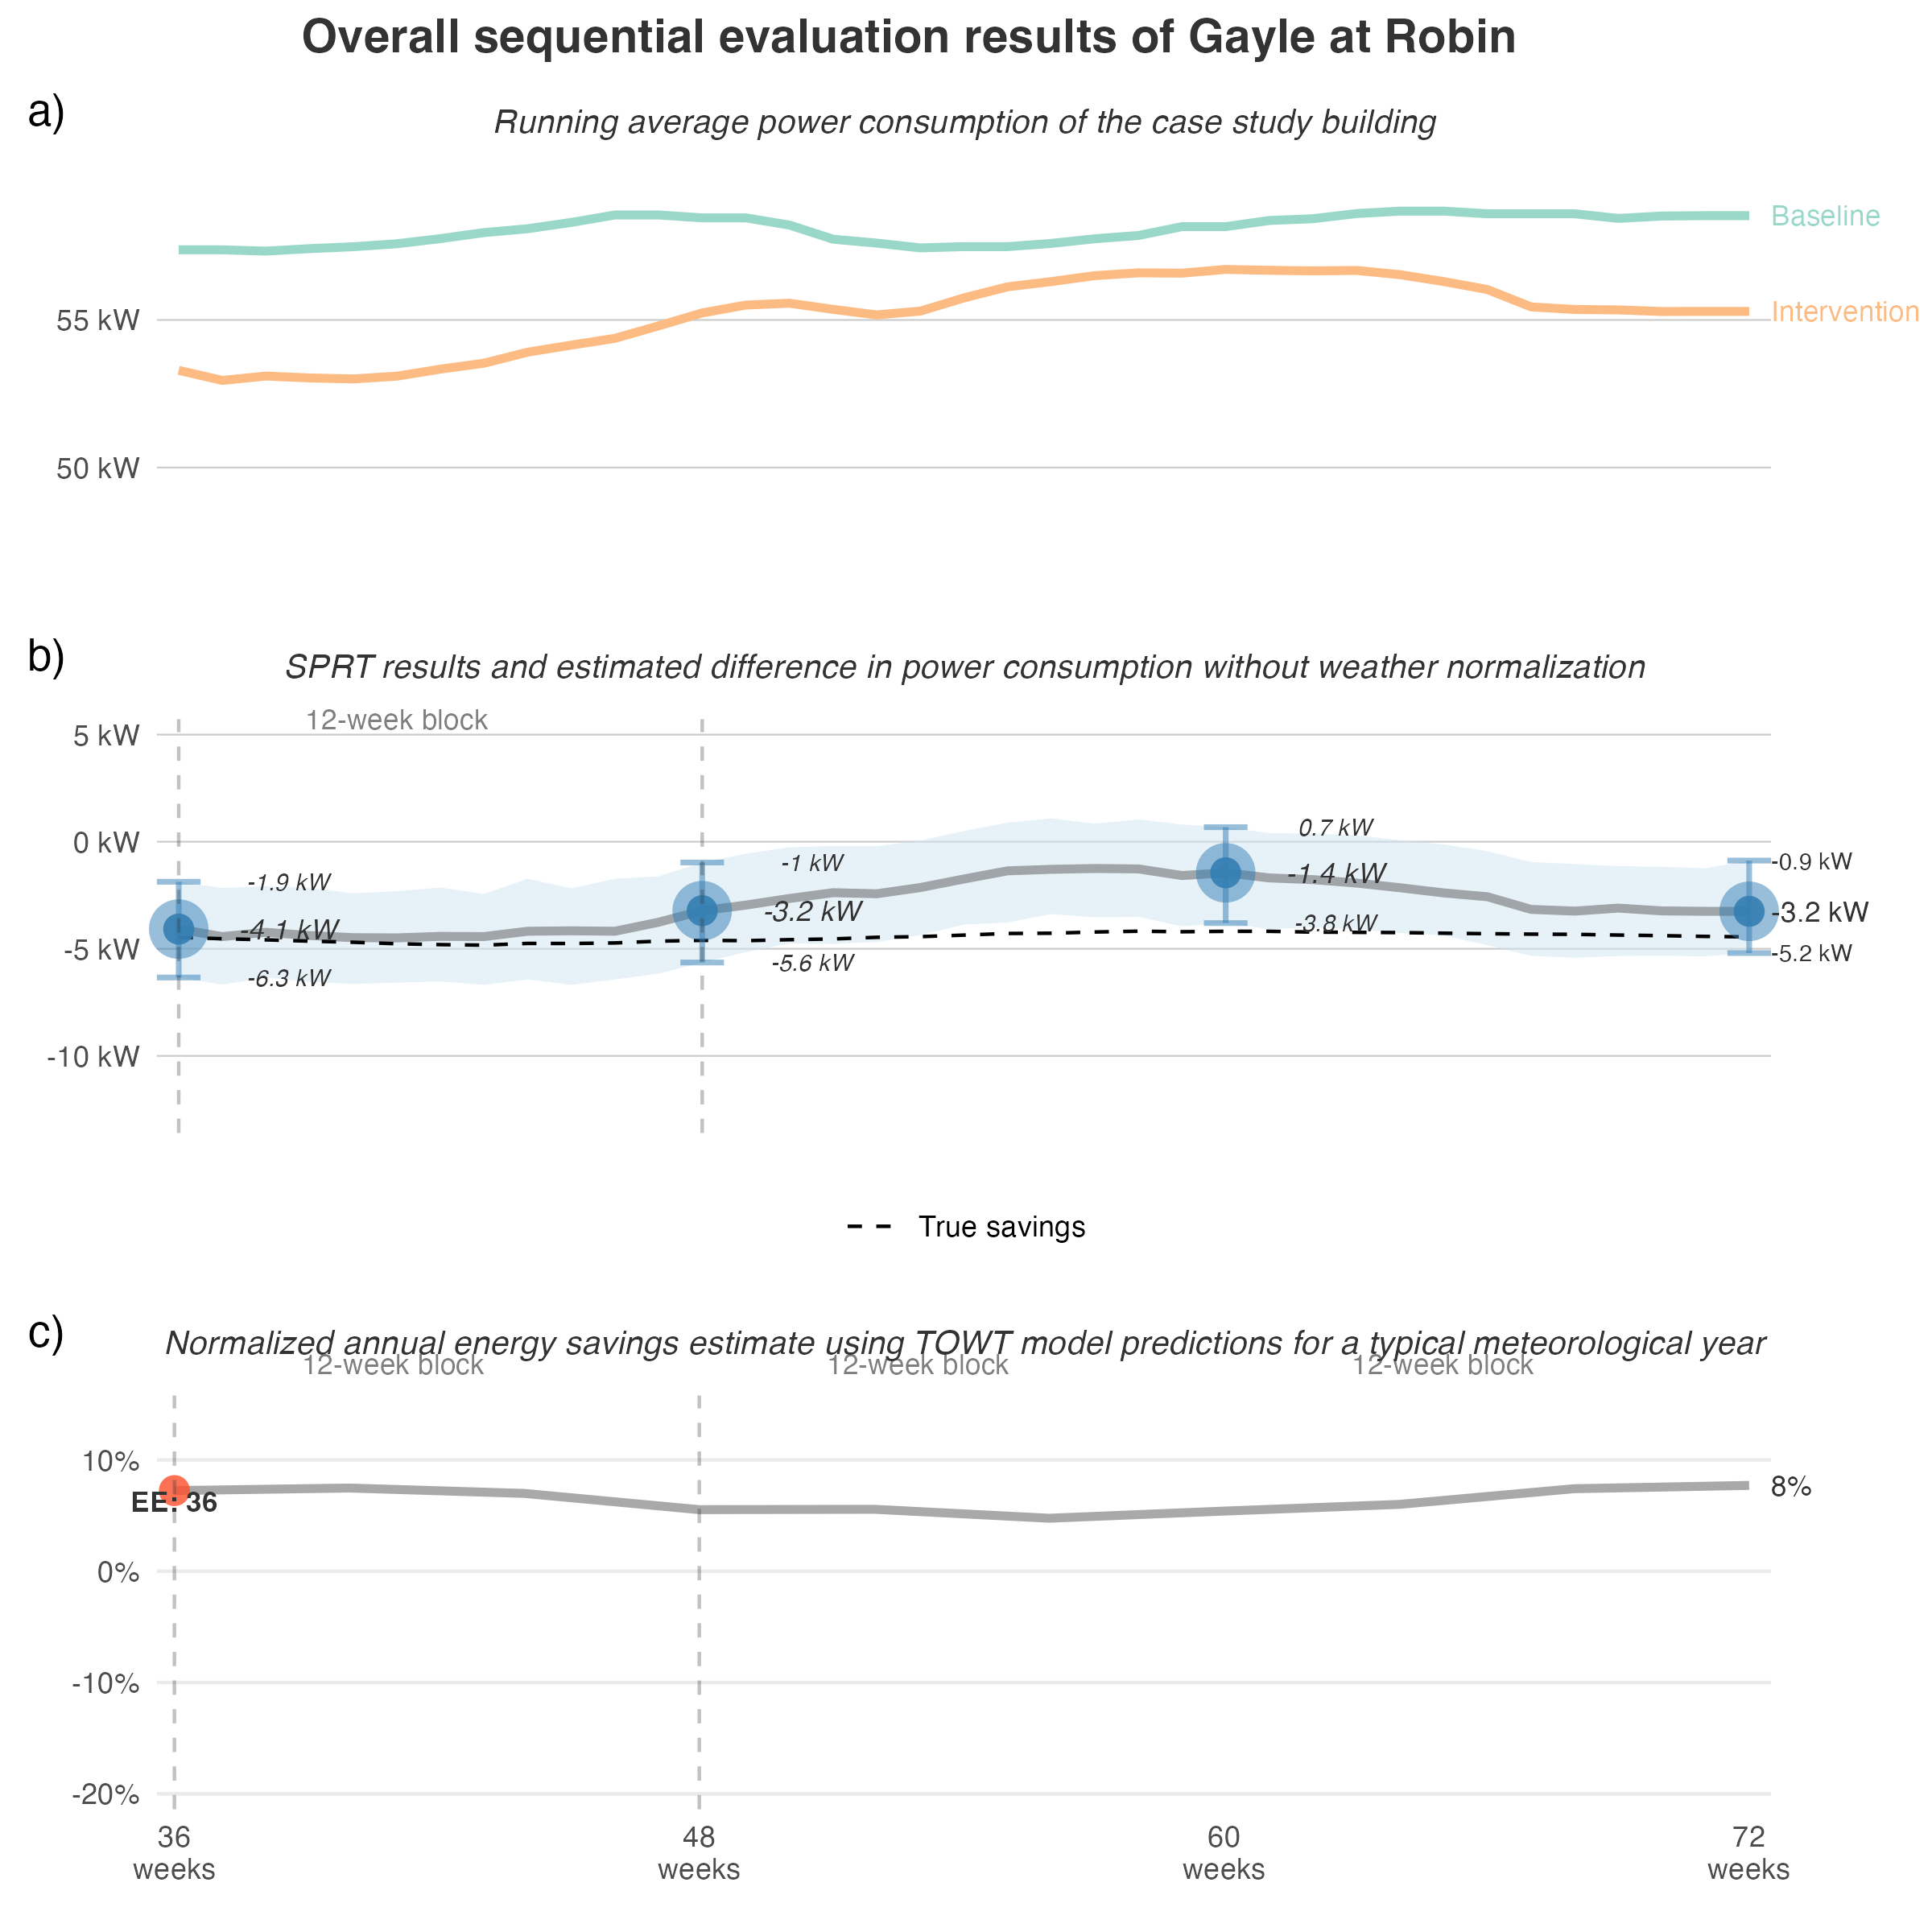 Overall sequential evaluation results of Gayle at Robin
a)
Running average power consumption of the case study building
Baseline
Intervention
55 kW
50 kW
b)
SPRT results and estimated difference in power consumption without weather normalization
12-week block
5 kW
0 kW
-5 kW
-10 kW
-1.9 kW
-4.1 kW
-6.3 kW
-1 kW
-3.2 kW
-5.6 kW
0.7 kW
-1.4 kW
-3.8 kW
-0.9 kW
-3.2 kW
-5.2 kW
True savings
c)
Normalized annual energy savings estimate using TOWT model predictions for a typical meteorological year
12-week block
12-week block
12-week block
10%
0%
-10%
-20%
EE: 36
8%
36
weeks
48
weeks
60
weeks
72
weeks